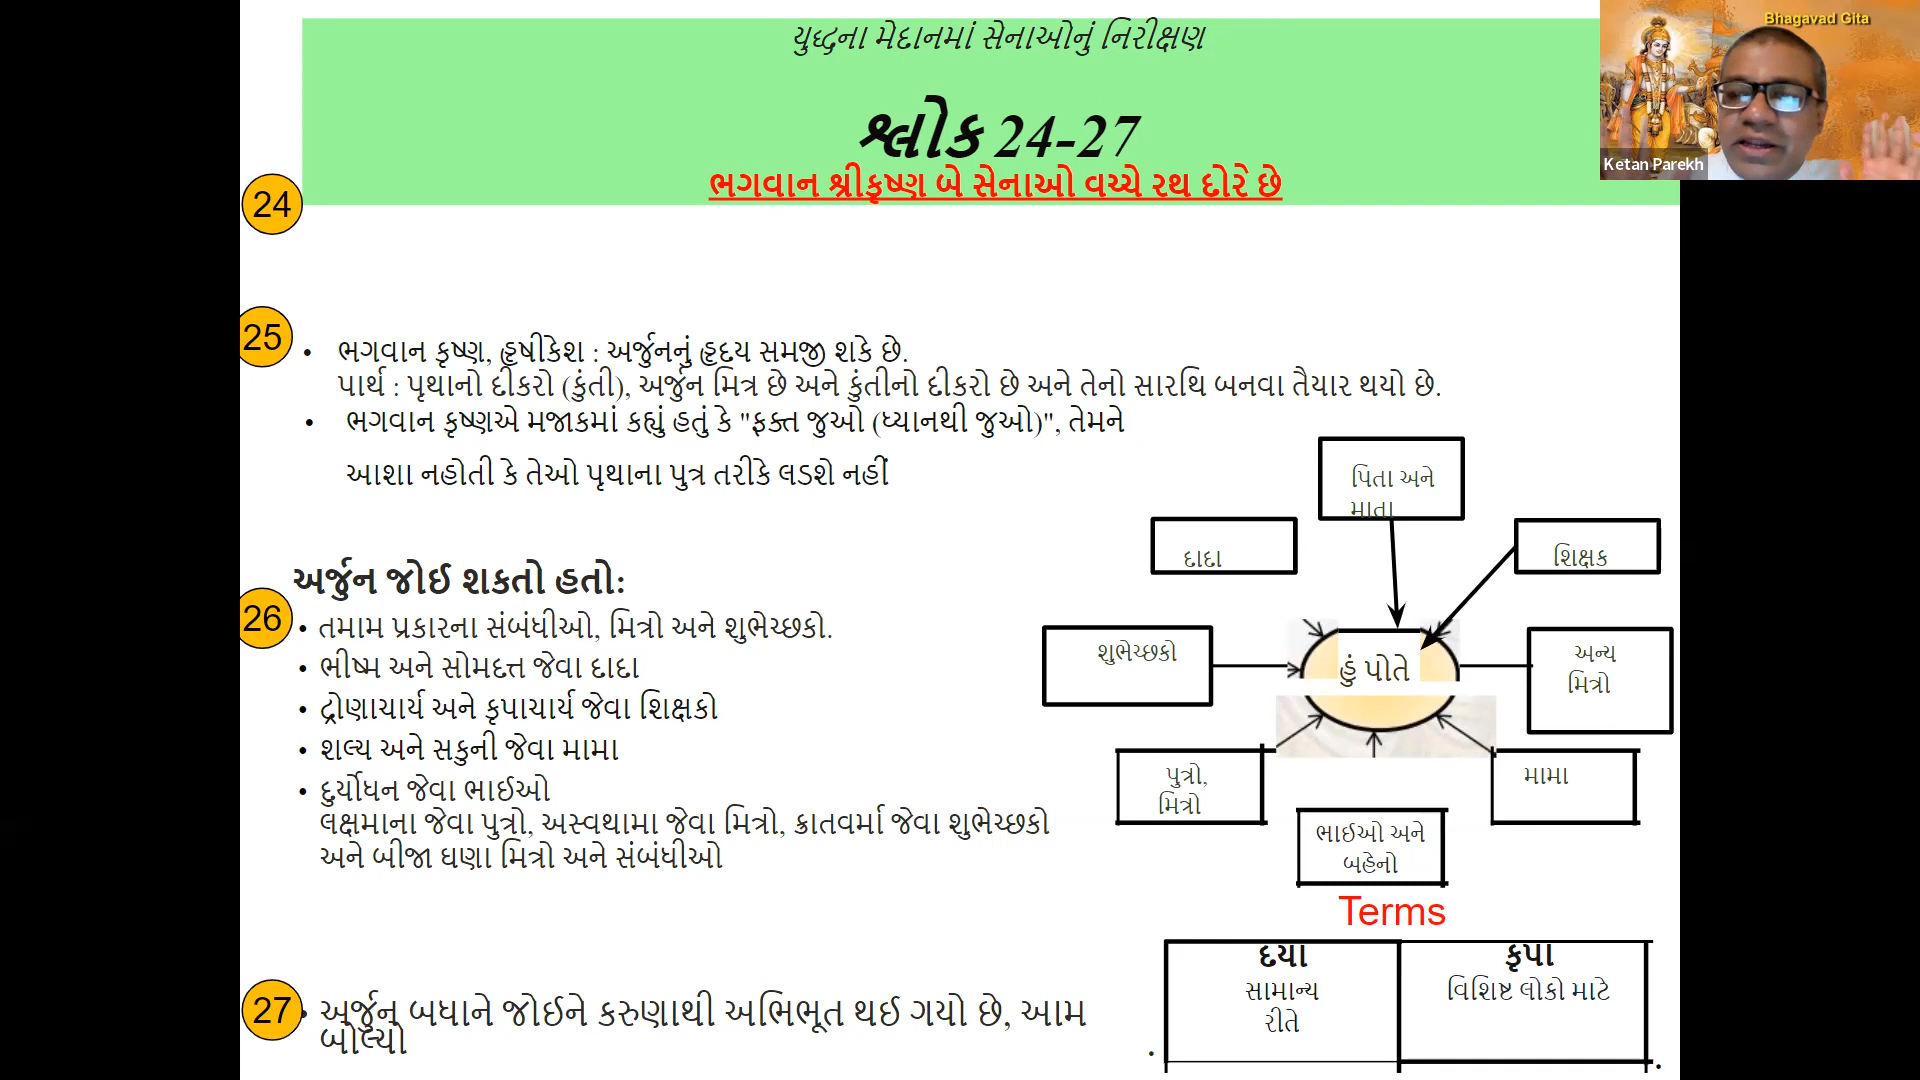 યુદ્ધના મેદાનમાં સેનાઓનું નિરીક્ષણ
Bhagavad Gita
શ્લોક 24-27
ભગવાન શ્રીકૃષ્ણ બે સેનાઓ વચ્ચે રથ દોરે છે
Ketan Parekh
24
25
• ભગવાન કૃષ્ણ, હૃષીકેશ : અર્જુનનું હૃદય સમજી શકે છે.
પાર્થ : પૃથાનો દીકરો (કુંતી), અર્જુન મિત્ર છે અને કુંતીનો દીકરો છે અને તેનો સારથિ બનવા તૈયાર થયો છે.
• ભગવાન કૃષ્ણએ મજાકમાં કહ્યું હતું કે "ફક્ત જુઓ (ધ્યાનથી જુઓ)", તેમને
આશા નહોતી કે તેઓ પૃથાના પુત્ર તરીકે લડશે નહીં
અર્જુન જોઈ શકતો હતો:
26
• તમામ પ્રકારના સંબંધીઓ, મિત્રો અને શુભેચ્છકો.
• ભીષ્મ અને સોમદત્ત જેવા દાદા
• દ્રોણાચાર્ય અને કૃપાચાર્ય જેવા શિક્ષકો
• શલ્ય અને સકુની જેવા મામા
• દુર્યોધન જેવા ભાઈઓ
લક્ષમાના જેવા પુત્રો, અસ્વથામા જેવા મિત્રો, ક્રાતવર્મા જેવા શુભેચ્છકો
અને બીજા ઘણા મિત્રો અને સંબંધીઓ
પિતા અને
માતા
દાદા
શિક્ષક
શુભેચ્છકો
હું પોતે
અન્ય
મિત્રો
પુત્રો,
મિત્રો
મામા
ભાઈઓ અને
બહેનો
Terms
દયા
સામાન્ય
રીતે
કૃપા
વિશિષ્ટ લોકો માટે
27
• અર્જુન બધાને જોઈને કરુણાથી અભિભૂત થઈ ગયો છે, આમ
બોલ્યો